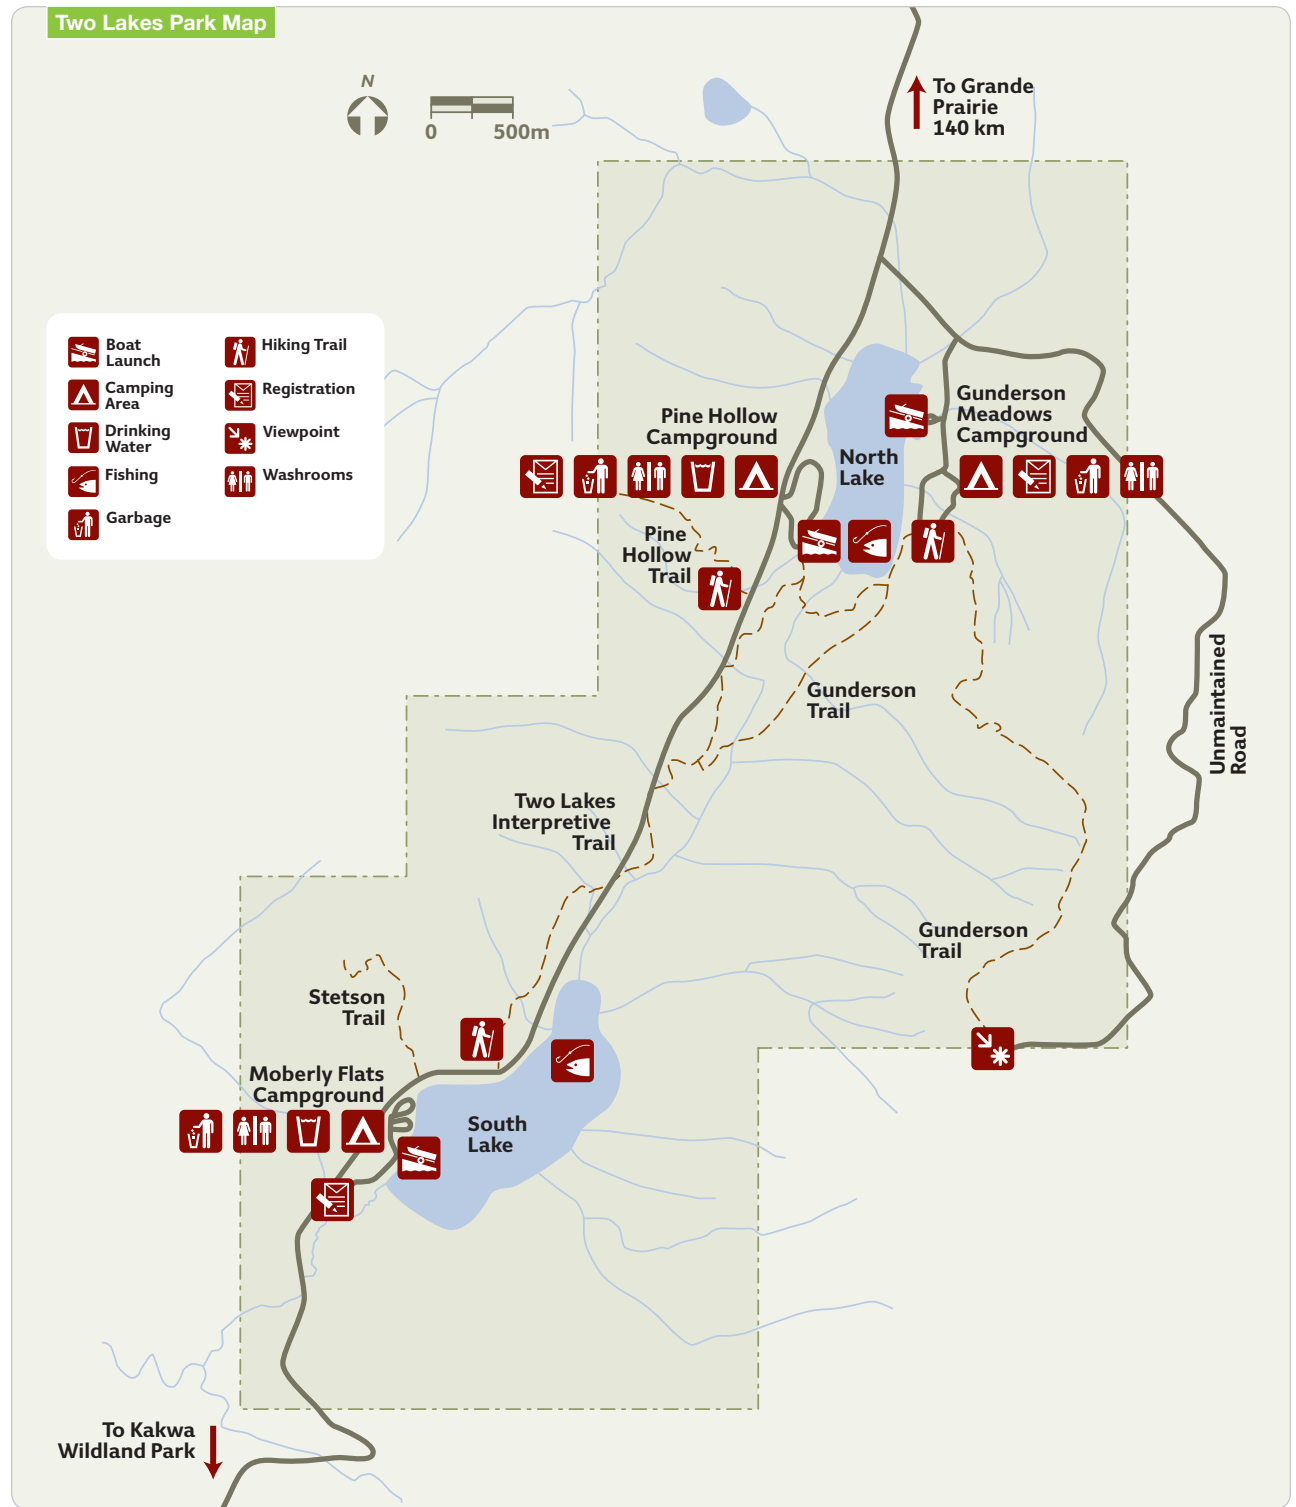 Two Lakes Park Map
N
0 500m
To Grande
Prairie
140 km
Boat
Launch
Camping
Area
Drinking
Water
Fishing
Garbage
Hiking Trail
Registration
Viewpoint
Washrooms
Pine Hollow
Campground
Gunderson
Meadows
Campground
North
Lake
Pine
Hollow
Trail
Gunderson
Trail
Unmaintained
Road
Two Lakes
Interpretive
Trail
Gunderson
Trail
Stetson
Trail
Moberly Flats
Campground
South
Lake
To Kakwa
Wildland Park